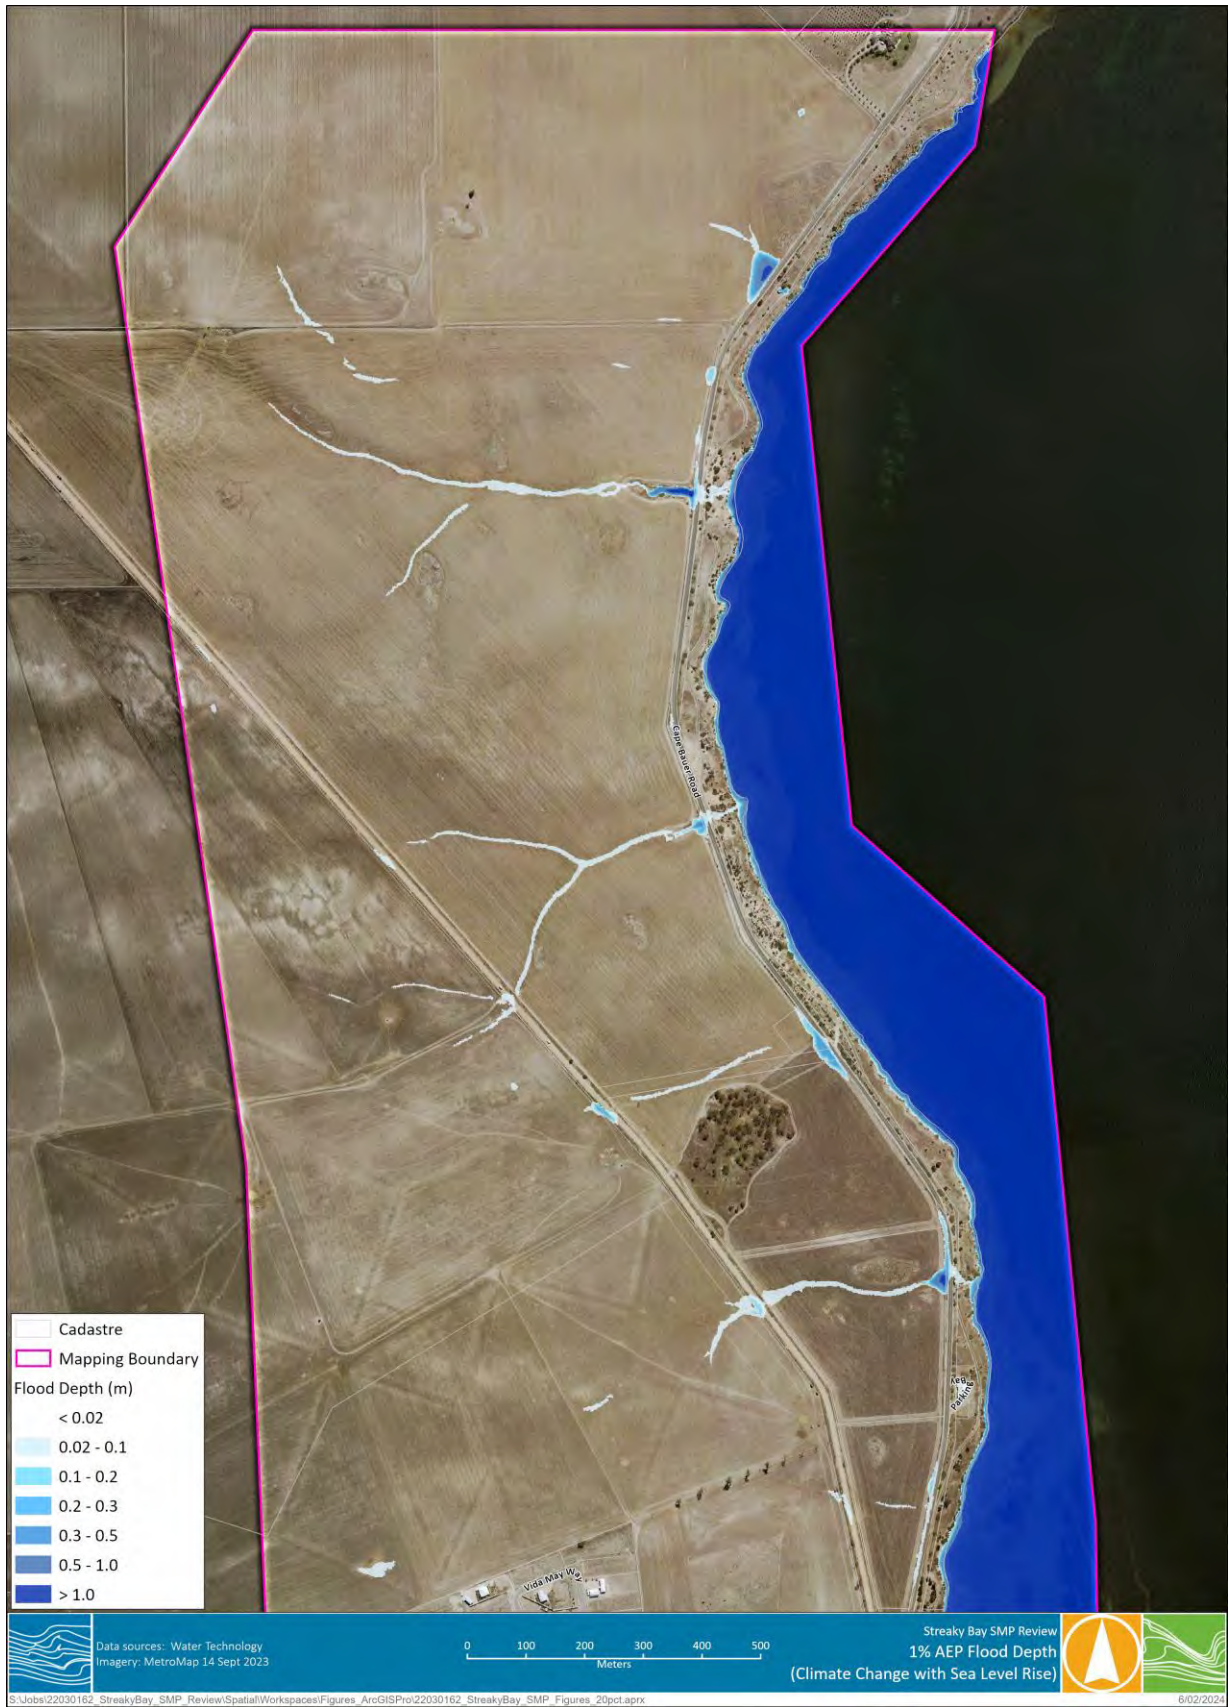 Cape Bauer Road
Bay
Parking
Vida May Way
Cadastre
Mapping Boundary
Flood Depth (m)
< 0.02
0.02 - 0.1
0.1 - 0.2
0.2 - 0.3
0.3 - 0.5
0.5 - 1.0
> 1.0
Data sources: Water Technology
Imagery: MetroMap 14 Sept 2023
0 100 200 300 400 500
Meters
Streaky Bay SMP Review
1% AEP Flood Depth
(Climate Change with Sea Level Rise)
S:\Jobs\22030162_StreakyBay_SMP_Review\Spatial\Workspaces\Figures_ArcGISPro\22030162_StreakyBay_SMP_Figures_20pct.aprx
6/02/2024